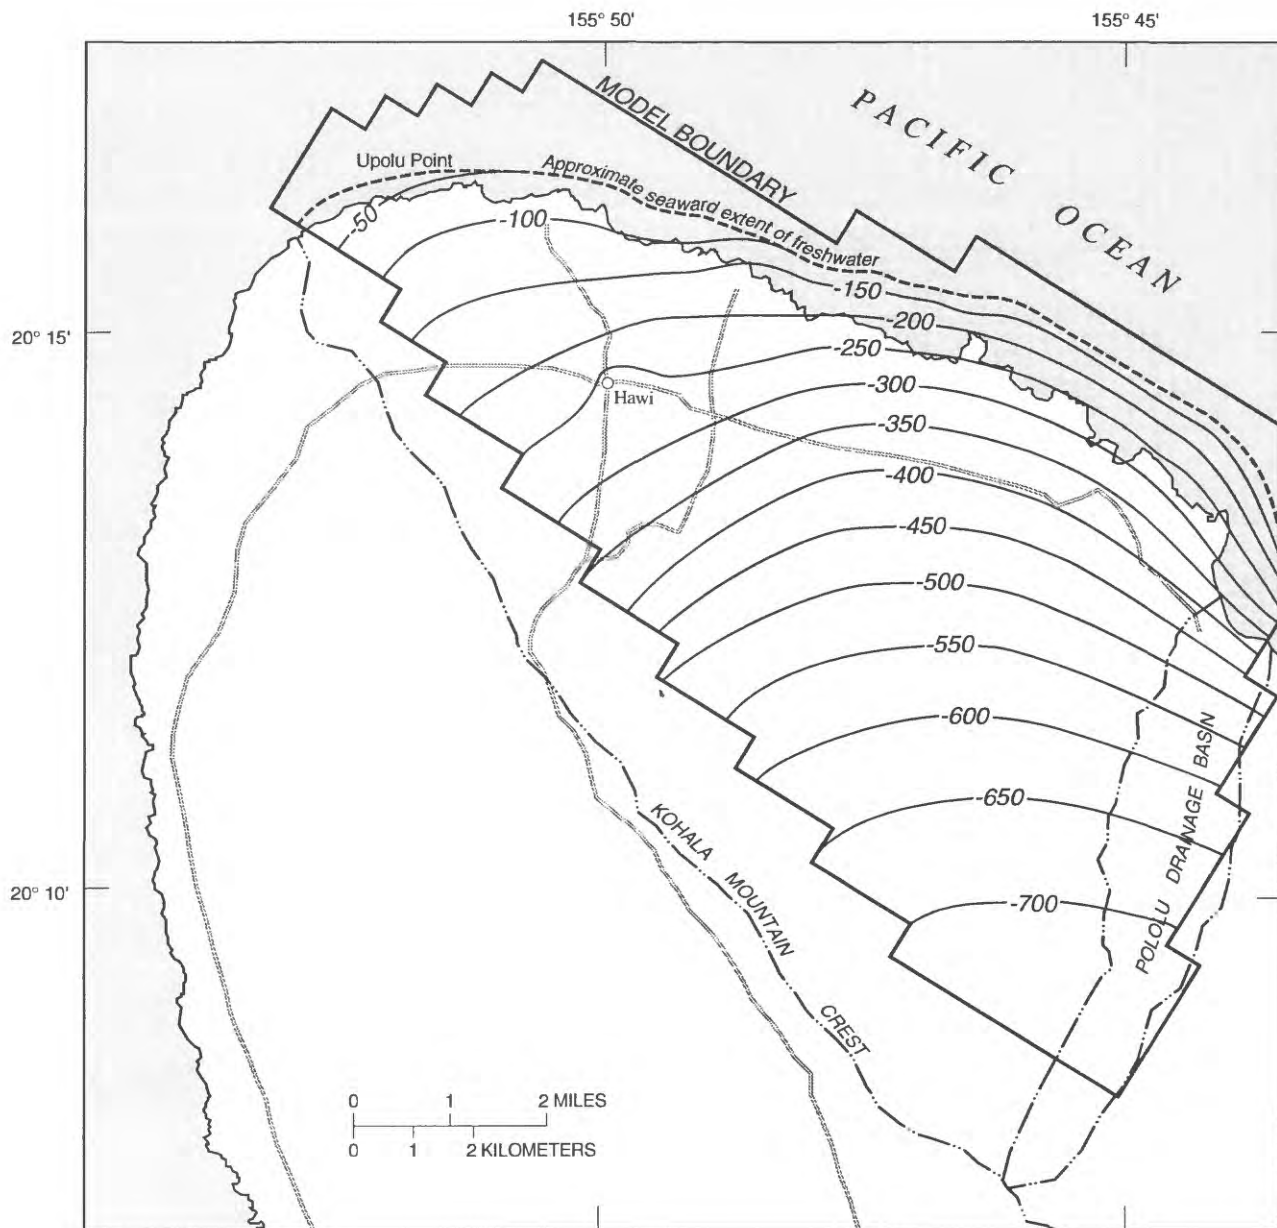 155° 50'
155° 45'
PACIFIC OCEAN
MODEL BOUNDARY
Upolu Point
Approximate seaward extent of freshwater
-50
-100
-150
-200
20° 15'
-250
-300
Hawi
-350
-400
-450
-500
-550
-600
-650
-700
POLOLU DRAINAGE BASIN
KOHALA MOUNTAIN CREST
20° 10'
0 1 2 MILES
0 1 2 KILOMETERS